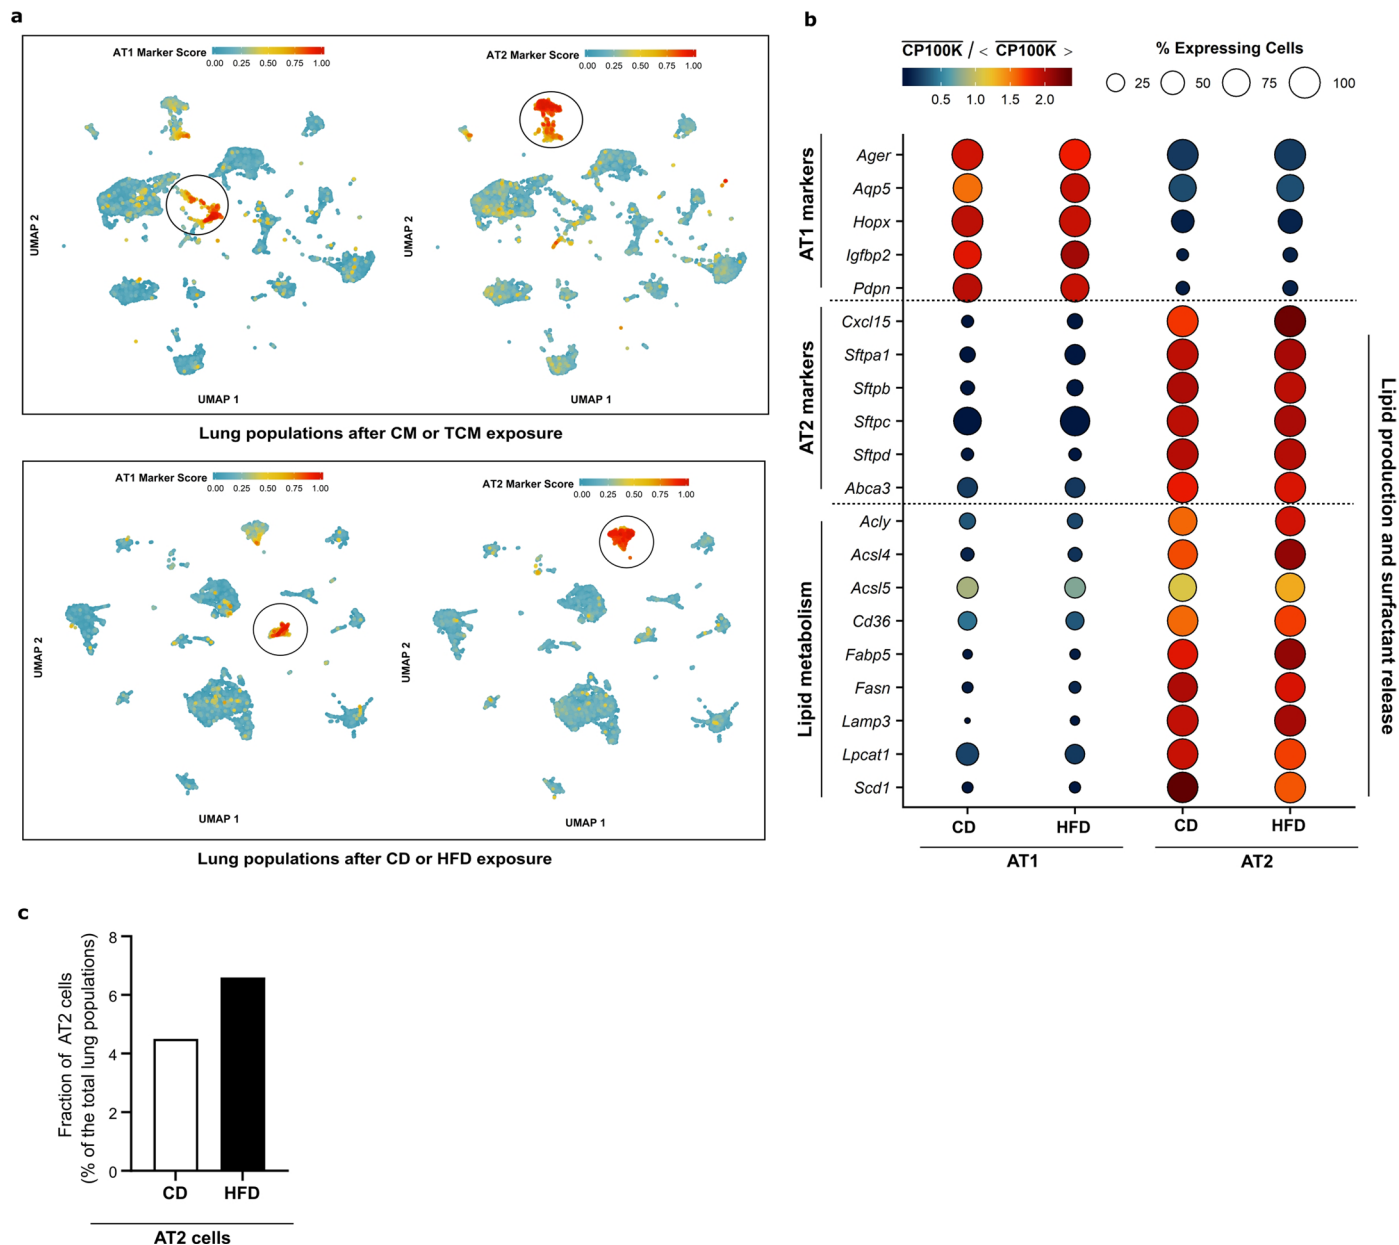 a
AT1 Marker Score
0.00 0.25 0.50 0.75 1.00
AT2 Marker Score
0.00 0.25 0.50 0.75 1.00
UMAP 2
UMAP 2
UMAP 1
UMAP 1
Lung populations after CM or TCM exposure
AT1 Marker Score
0.00 0.25 0.50 0.75 1.00
AT2 Marker Score
0.00 0.25 0.50 0.75 1.00
UMAP 2
UMAP 2
UMAP 1
UMAP 1
Lung populations after CD or HFD exposure
b
CP100K / < CP100K >
0.5 1.0 1.5 2.0
% Expressing Cells
25 50 75 100
AT1 markers
Ager
Aqp5
Hopx
Igfbp2
Pdpn
AT2 markers
Cxcl15
Sftpa1
Sftpb
Sftpc
Sftpd
Abca3
Lipid metabolism
Acly
Acsl4
Acsl5
Cd36
Fabp5
Fasn
Lamp3
Lpcat1
Scd1
Lipid production and surfactant release
CD HFD CD HFD
AT1 AT2
c
Fraction of AT2 cells
(% of the total lung populations)
8
6
4
2
0
CD HFD
AT2 cells